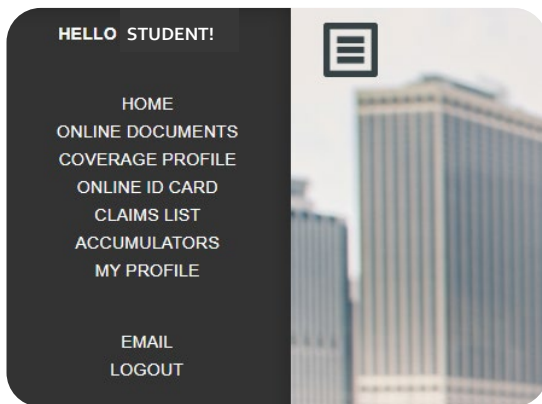 HELLO STUDENT!
HOME
ONLINE DOCUMENTS
COVERAGE PROFILE
ONLINE ID CARD
CLAIMS LIST
ACCUMULATORS
MY PROFILE
EMAIL
LOGOUT